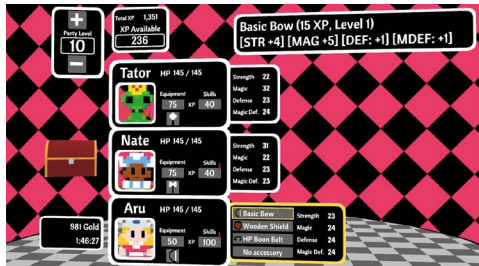 Total XP 1,351
XP Available
236
Party Level
10
Basic Bow (15 XP, Level 1)
[STR +4] [MAG +5] [DEF: +1] [MDEF: +1]
Tator HP 145 / 145
Equipment Skills
75 XP 40
Strength 22
Magic 32
Defense 23
Magic Def. 24
Nate HP 145 / 145
Equipment Skills
75 XP 40
Strength 31
Magic 22
Defense 23
Magic Def. 23
Aru HP 145 / 145
Equipment Skills
50 XP 100
Basic Bow
Wooden Shield
HP Boon Belt
No accessory
Strength 23
Magic 24
Defense 24
Magic Def. 24
981 Gold
1:46:27